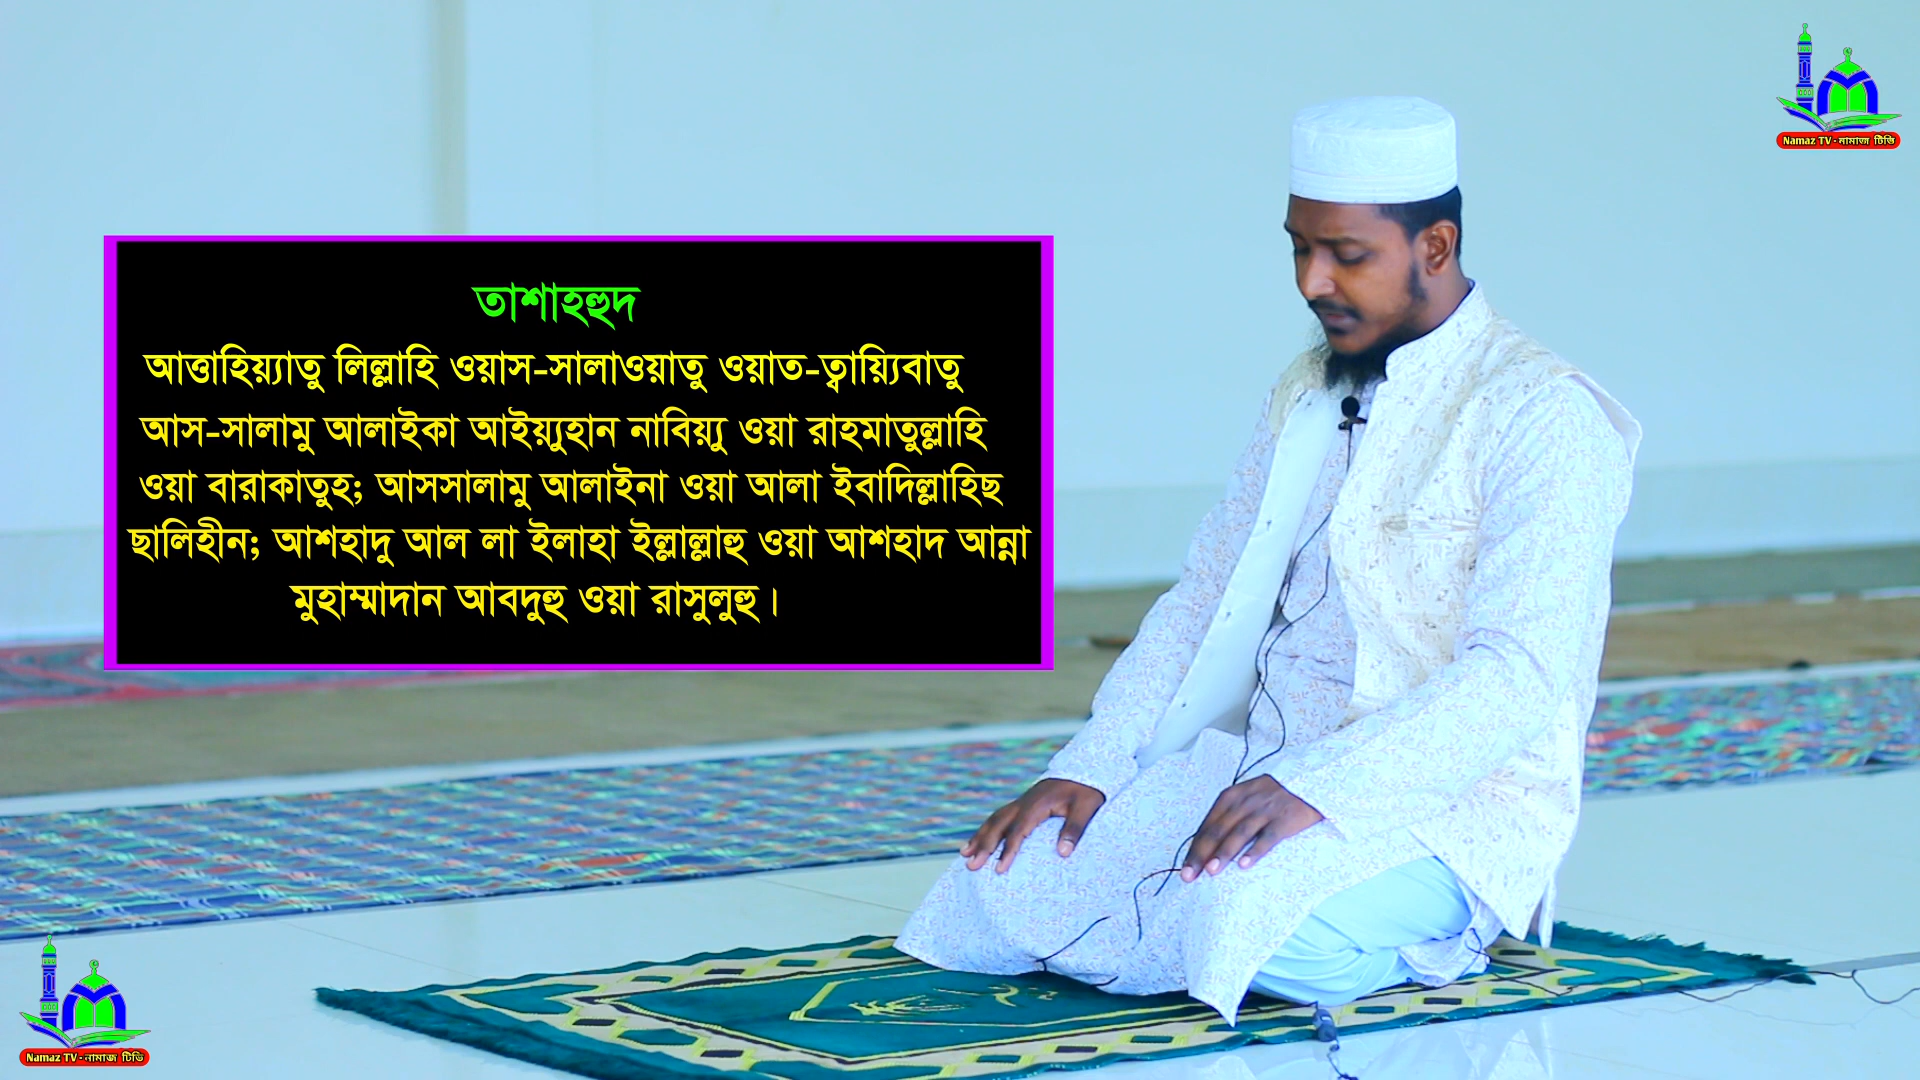 Namaz TV - নামাজ টিভি
তাশাহহুদ
আত্তাহিয়্যাতু লিল্লাহি ওয়াস-সালাওয়াতু ওয়াত-ত্বায়্যিবাতু
আস-সালামু আলাইকা আইয়্যুহান নাবিয়্যু ওয়া রাহমাতুল্লাহি
ওয়া বারাকাতুহ; আসসালামু আলাইনা ওয়া আলা ইবাদিল্লাহিছ
ছালিহীন; আশহাদু আল লা ইলাহা ইল্লাল্লাহু ওয়া আশহাদ আন্না
মুহাম্মাদান আবদুহু ওয়া রাসুলুহু।
Namaz TV - নামাজ টিভি